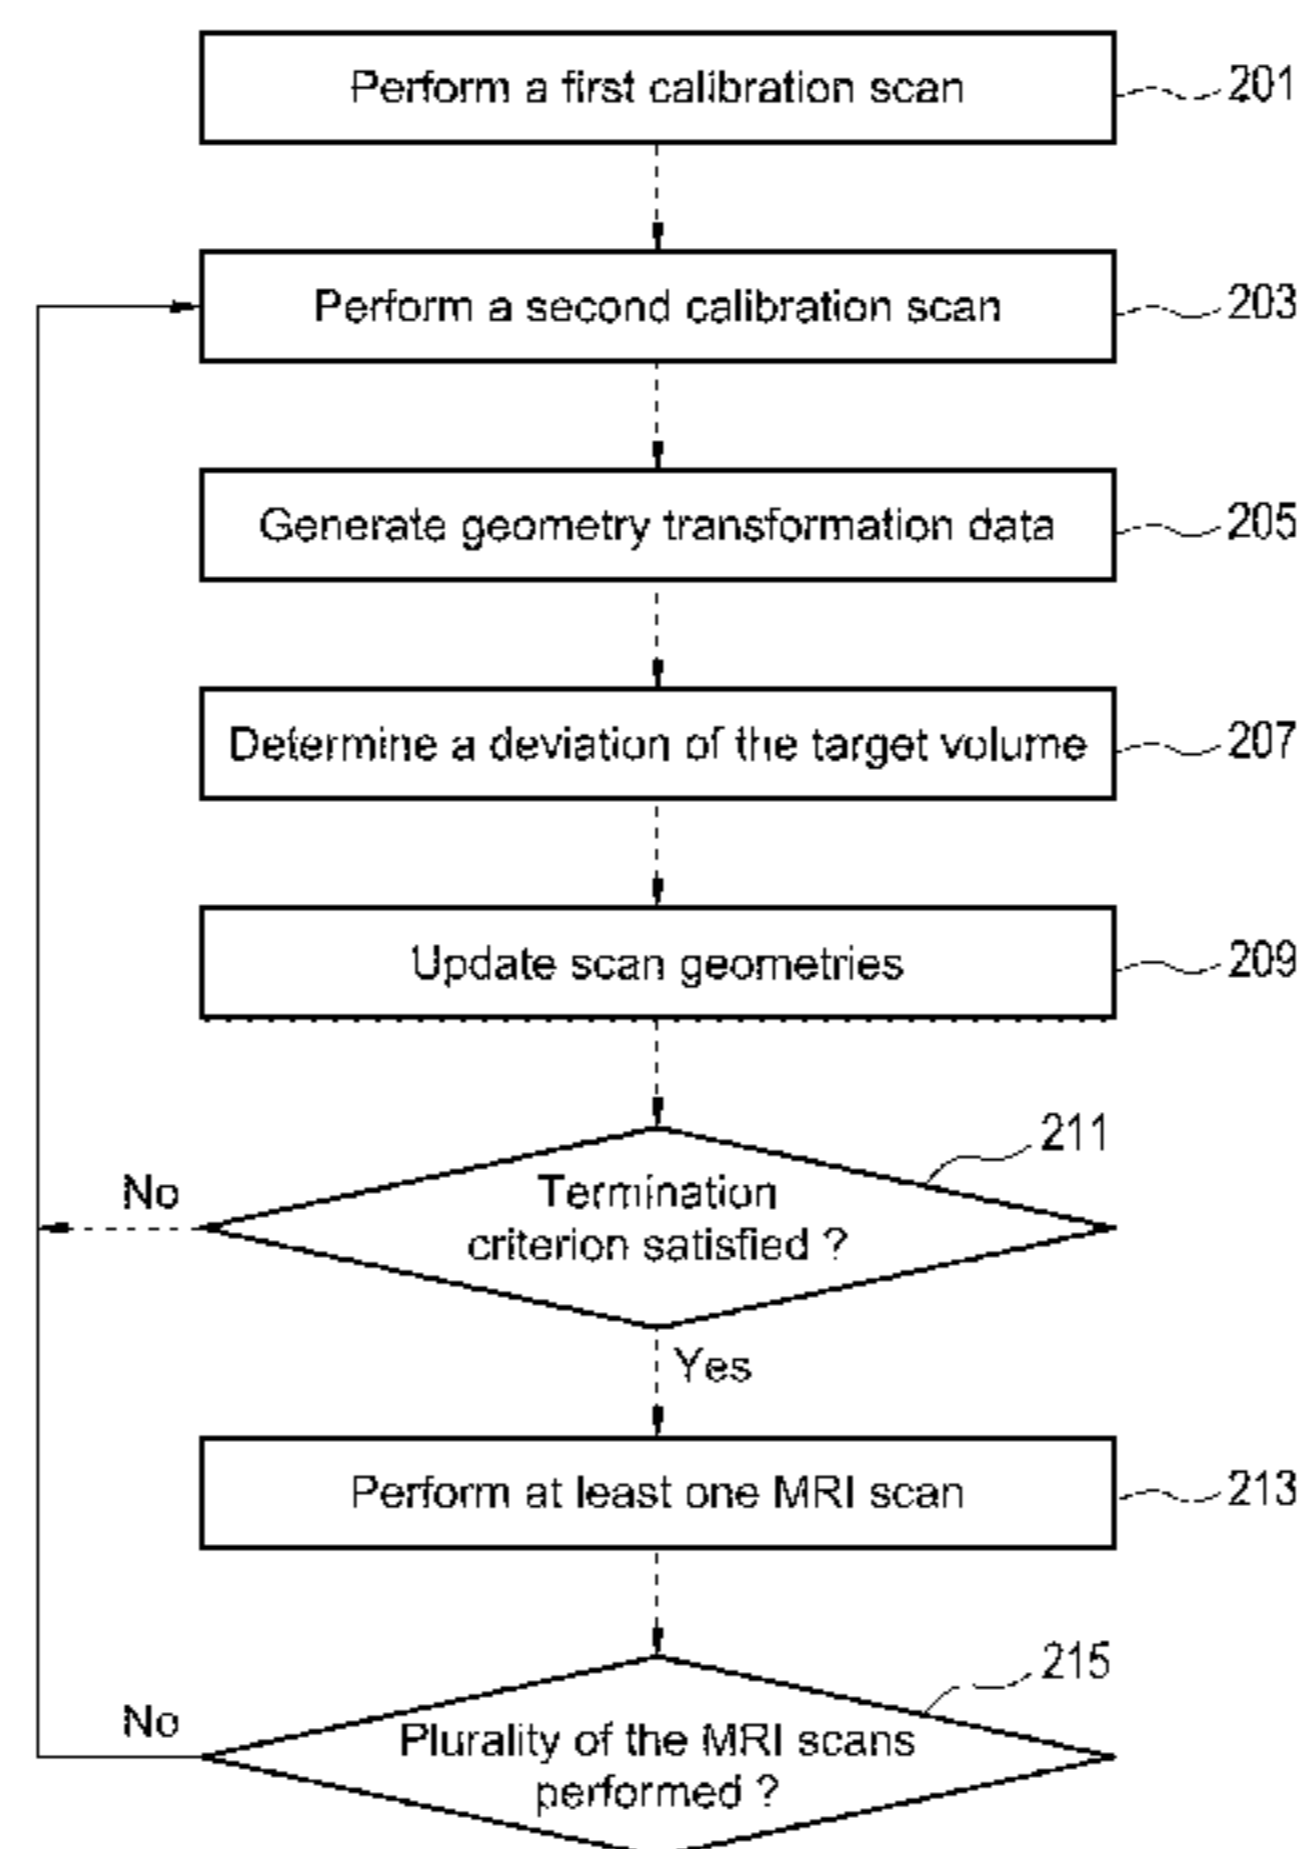 Perform a first calibration scan
201
Perform a second calibration scan
203
Generate geometry transformation data
205
Determine a deviation of the target volume
207
Update scan geometries
209
211
Termination
criterion satisfied ?
No
Yes
Perform at least one MRI scan
213
215
Plurality of the MRI scans
performed ?
No